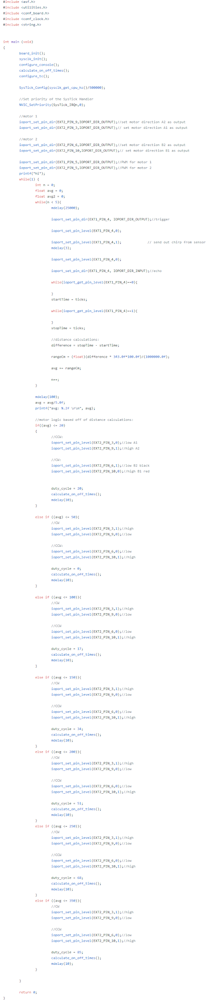 #include <asf.h>
#include <utilities.h>
#include <conf_board.h>
#include <conf_clock.h>
#include <string.h>
int main (void)
{
board_init();
sysclk_init();
configure_console();
calculate_on_off_times();
configure_tc();
SysTick_Config(sysclk_get_cpu_hz()/500000);
//Set priority of the SysTick Handler
NVIC_SetPriority(SysTick_IRQn,0);
//motor 1
ioport_set_pin_dir(EXT2_PIN_9,IOPORT_DIR_OUTPUT);//set motor direction A2 as output
ioport_set_pin_dir(EXT2_PIN_3,IOPORT_DIR_OUTPUT);// set motor direction A1 as output
//motor 2
ioport_set_pin_dir(EXT2_PIN_6,IOPORT_DIR_OUTPUT);//set motor direction B2 as output
ioport_set_pin_dir(EXT2_PIN_10,IOPORT_DIR_OUTPUT);// set motor direction B1 as output
ioport_set_pin_dir(EXT1_PIN_5,IOPORT_DIR_OUTPUT);//PWM for motor 1
ioport_set_pin_dir(EXT2_PIN_5,IOPORT_DIR_OUTPUT);//PWM for motor 2
printf("hi");
while(1) {
int n = 0;
float avg = 0;
float avg2 = 0;
while(n < 5){
mdelay(25000);
ioport_set_pin_dir(EXT1_PIN_4, IOPORT_DIR_OUTPUT);//trigger
ioport_set_pin_level(EXT1_PIN_4,0);
ioport_set_pin_level(EXT1_PIN_4,1); // send out chirp from sensor
mdelay(3);
ioport_set_pin_level(EXT1_PIN_4,0);
ioport_set_pin_dir(EXT1_PIN_4, IOPORT_DIR_INPUT);//echo
while(ioport_get_pin_level(EXT1_PIN_4)==0){
}
startTime = ticks;
while(ioport_get_pin_level(EXT1_PIN_4)==1){
}
stopTime = ticks;
//distance calculations:
difference = stopTime - startTime;
rangeCm = (float)(difference * 343.0f*100.0f)/(1000000.0f);
avg += rangeCm;
n++;
}
mdelay(100);
avg = avg/5.0f;
printf("avg: %.2f \r\n", avg);
//motor logic based off of distance calculations:
if((avg) <= 20)
{
//CCW:
ioport_set_pin_level(EXT2_PIN_3,0);//low A1
ioport_set_pin_level(EXT2_PIN_9,1);//high A2
//CW:
ioport_set_pin_level(EXT2_PIN_6,1);//low B2 black
ioport_set_pin_level(EXT2_PIN_10,0);//high B1 red
duty_cycle = 20;
calculate_on_off_times();
mdelay(10);
}
else if ((avg) <= 50){
//CW
ioport_set_pin_level(EXT2_PIN_3,1);//high
ioport_set_pin_level(EXT2_PIN_9,0);//low
//CCW:
ioport_set_pin_level(EXT2_PIN_6,0);//low
ioport_set_pin_level(EXT2_PIN_10,1);//high
duty_cycle = 0;
calculate_on_off_times();
mdelay(10);
}
else if ((avg <= 100)){
//CW
ioport_set_pin_level(EXT2_PIN_3,1);//high
ioport_set_pin_level(EXT2_PIN_9,0);//low
//CCW
ioport_set_pin_level(EXT2_PIN_6,0);//low
ioport_set_pin_level(EXT2_PIN_10,1);//high
duty_cycle = 17;
calculate_on_off_times();
mdelay(10);
}
else if ((avg <= 150)){
//CW
ioport_set_pin_level(EXT2_PIN_3,1);//high
ioport_set_pin_level(EXT2_PIN_9,0);//low
//CCW
ioport_set_pin_level(EXT2_PIN_6,0);//low
ioport_set_pin_level(EXT2_PIN_10,1);//high
duty_cycle = 34;
calculate_on_off_times();
mdelay(10);
}
else if ((avg <= 200)){
//CW
ioport_set_pin_level(EXT2_PIN_3,1);//high
ioport_set_pin_level(EXT2_PIN_9,0);//low
//CCW
ioport_set_pin_level(EXT2_PIN_6,0);//low
ioport_set_pin_level(EXT2_PIN_10,1);//high
duty_cycle = 51;
calculate_on_off_times();
mdelay(10);
}
else if ((avg <= 250)){
//CW
ioport_set_pin_level(EXT2_PIN_3,1);//high
ioport_set_pin_level(EXT2_PIN_9,0);//low
//CCW
ioport_set_pin_level(EXT2_PIN_6,0);//low
ioport_set_pin_level(EXT2_PIN_10,1);//high
duty_cycle = 68;
calculate_on_off_times();
mdelay(10);
}
else if ((avg <= 350)){
//CW
ioport_set_pin_level(EXT2_PIN_3,1);//high
ioport_set_pin_level(EXT2_PIN_9,0);//low
//CCW
ioport_set_pin_level(EXT2_PIN_6,0);//low
ioport_set_pin_level(EXT2_PIN_10,1);//high
duty_cycle = 85;
calculate_on_off_times();
mdelay(10);
}
}
return 0;
}